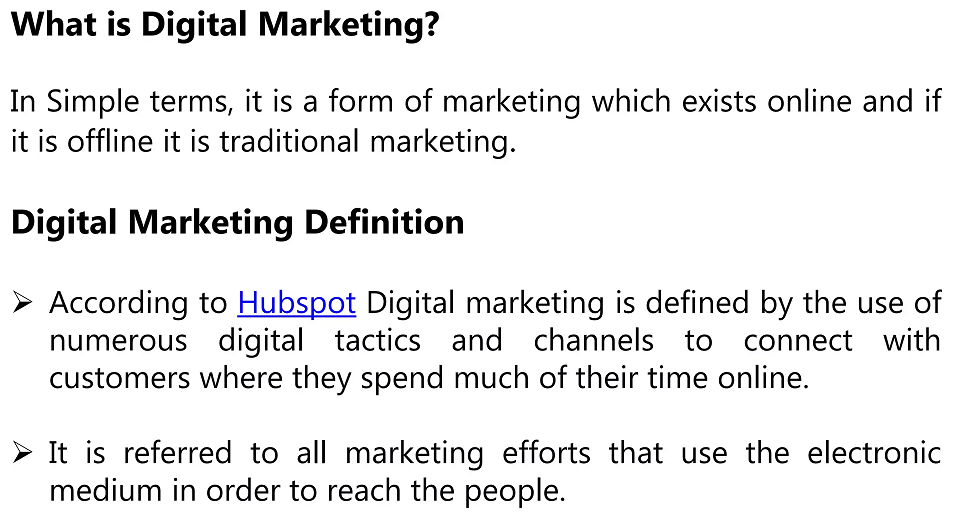 What is Digital Marketing?
In Simple terms, it is a form of marketing which exists online and if
it is offline it is traditional marketing.
Digital Marketing Definition
➢ According to Hubspot Digital marketing is defined by the use of
numerous digital tactics and channels to connect with
customers where they spend much of their time online.
➢ It is referred to all marketing efforts that use the electronic
medium in order to reach the people.